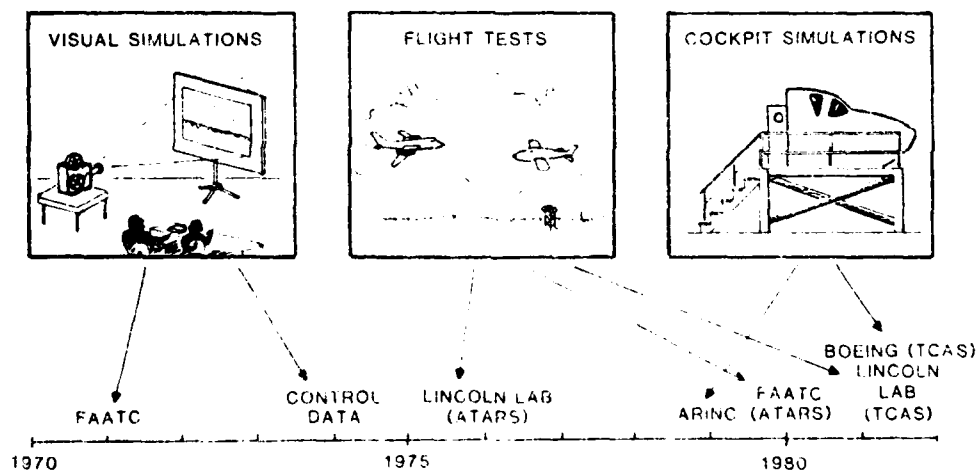 VISUAL SIMULATIONS
FLIGHT TESTS
COCKPIT SIMULATIONS
FAATC
CONTROL
DATA
LINCOLN LAB
(ATARS)
ARINC
FAATC
(ATARS)
BOEING (TCAS)
LINCOLN
LAB
(TCAS)
1970
1975
1980